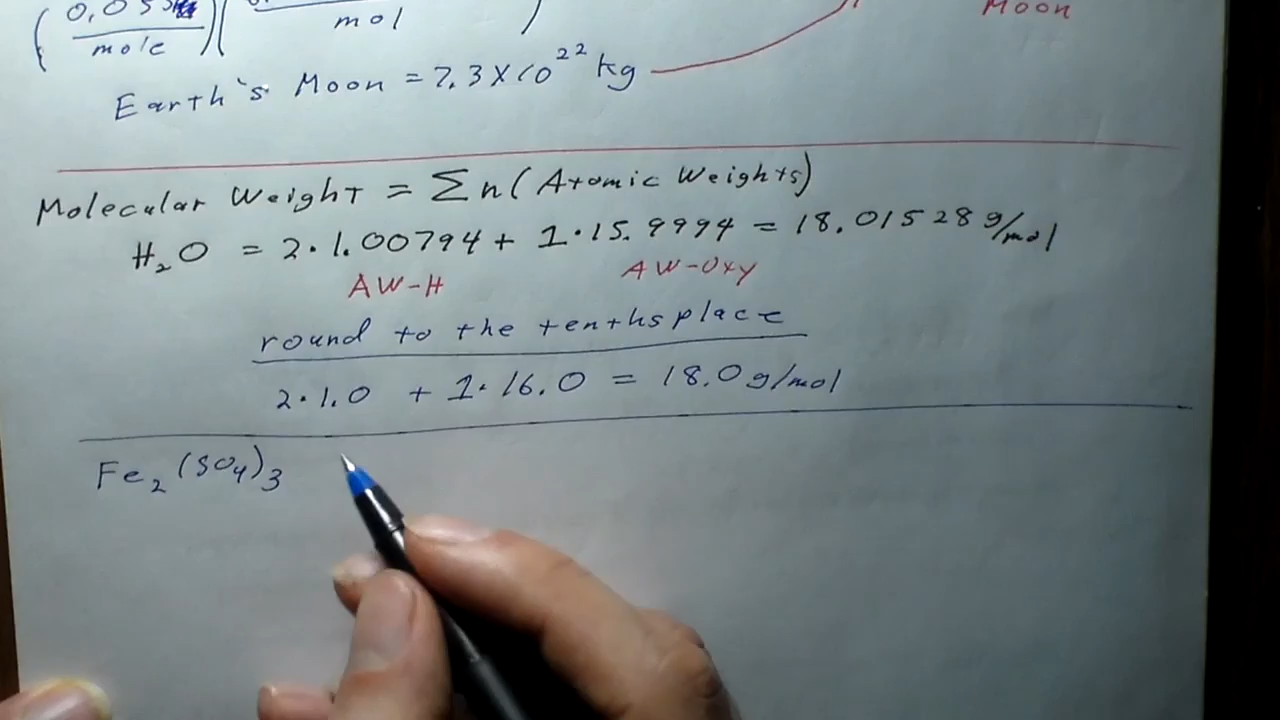 mol
Moon
mole
Earth's Moon = 7.3 X 10²² kg
Molecular Weight = Σn(Atomic Weights)
H₂O = 2·1.00794 + 1·15.9994 = 18.01528 g/mol
AW-H AW-Oxy
round to the tenths place
2·1.0 + 1·16.0 = 18.0 g/mol
Fe₂(SO₄)₃